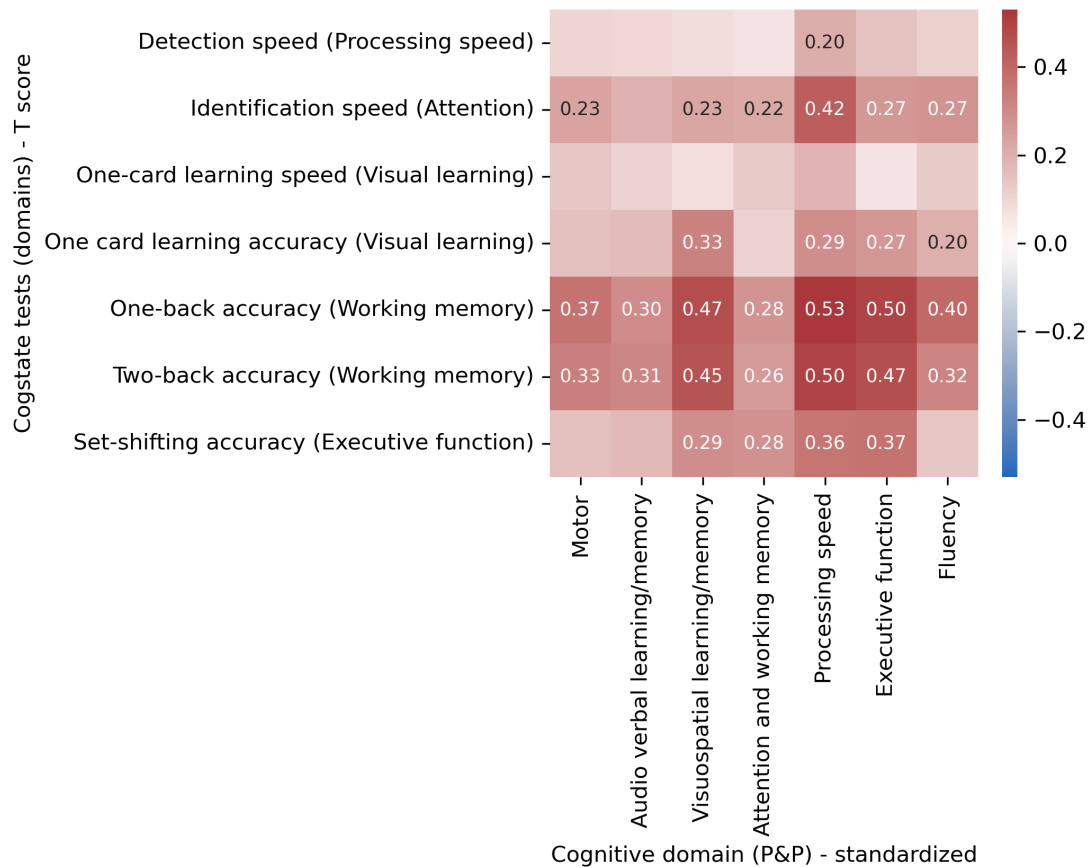 Cogstate tests (domains) - T score
Detection speed (Processing speed)
0.20
Identification speed (Attention)
0.23 0.23 0.22 0.42 0.27 0.27
One-card learning speed (Visual learning)
One card learning accuracy (Visual learning)
0.33 0.29 0.27 0.20
One-back accuracy (Working memory)
0.37 0.30 0.47 0.28 0.53 0.50 0.40
Two-back accuracy (Working memory)
0.33 0.31 0.45 0.26 0.50 0.47 0.32
Set-shifting accuracy (Executive function)
0.29 0.28 0.36 0.37
0.4
0.2
0.0
−0.2
−0.4
Motor
Audio verbal learning/memory
Visuospatial learning/memory
Attention and working memory
Processing speed
Executive function
Fluency
Cognitive domain (P&P) - standardized